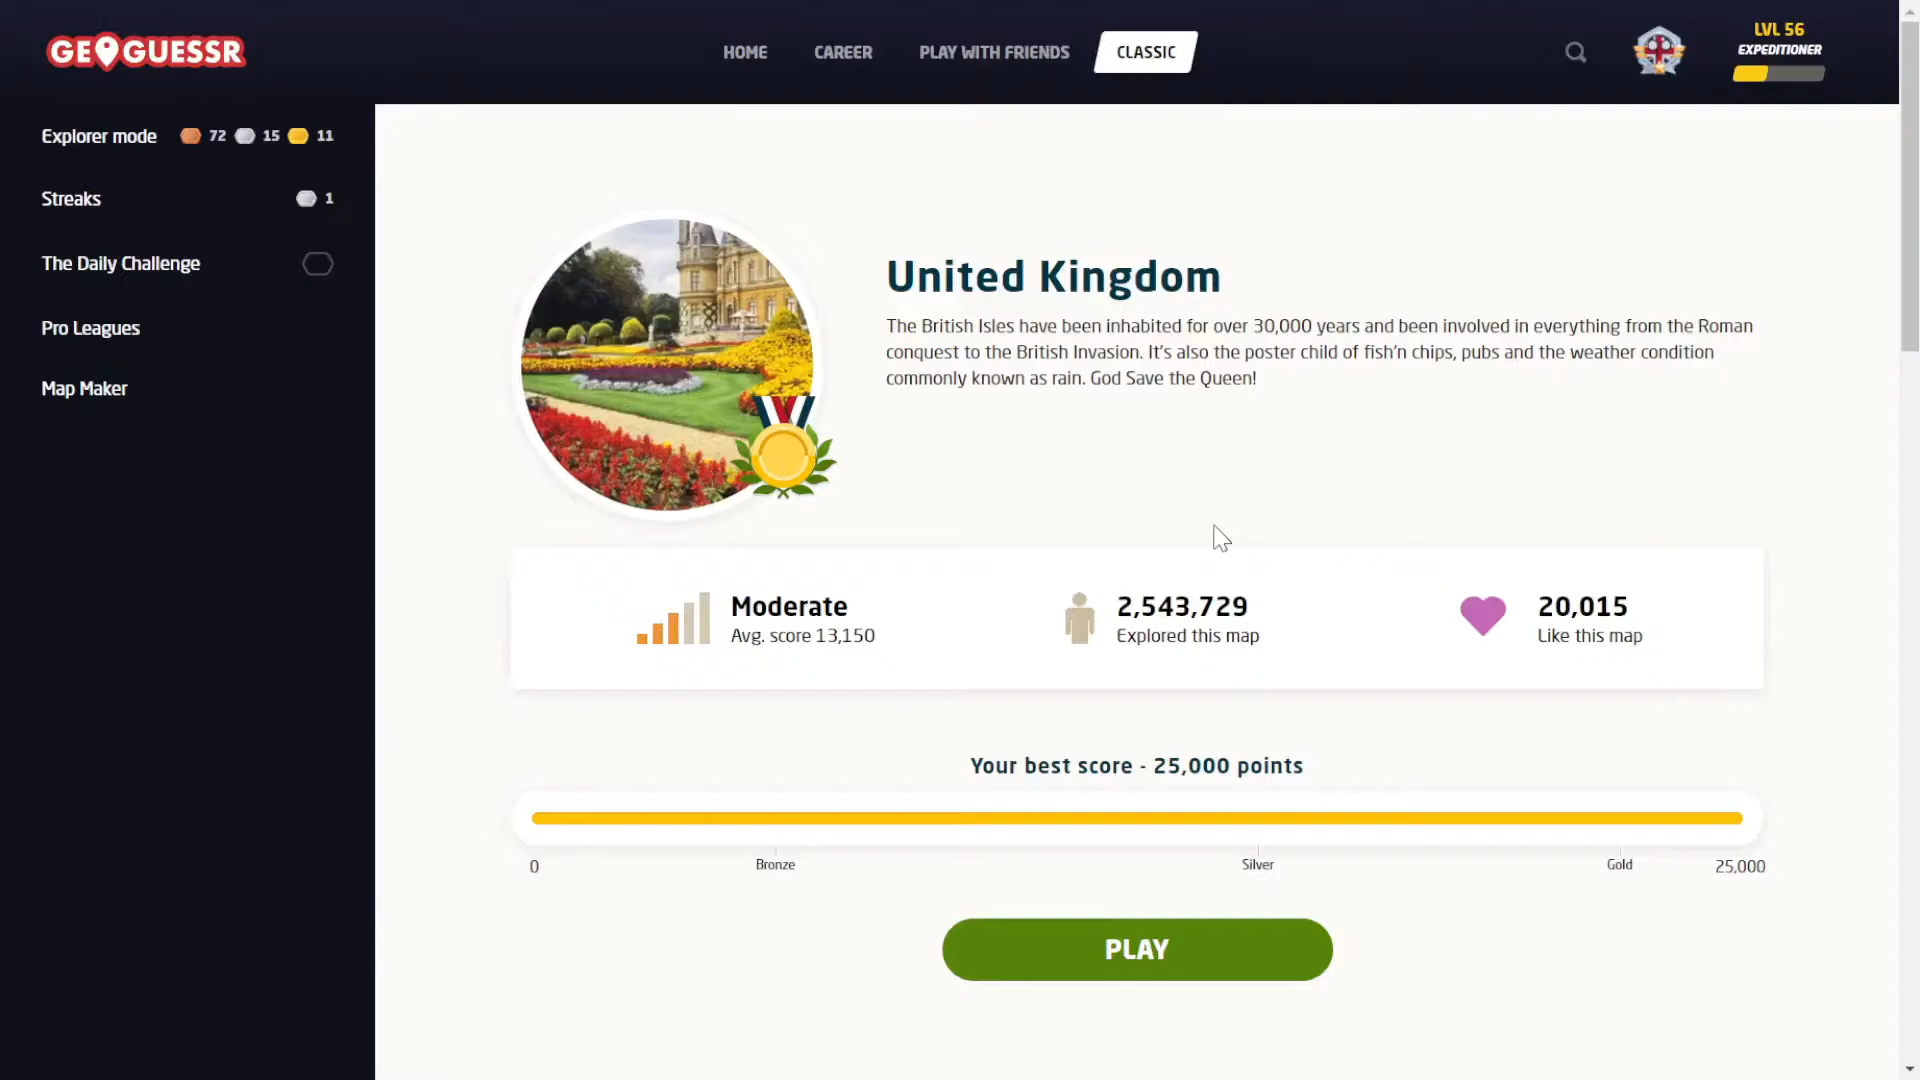 GEOGUESSR
HOME
CAREER
PLAY WITH FRIENDS
CLASSIC
LVL 56
EXPEDITIONER
Explorer mode 72 15 11
Streaks 1
The Daily Challenge
Pro Leagues
Map Maker
United Kingdom
The British Isles have been inhabited for over 30,000 years and been involved in everything from the Roman
conquest to the British Invasion. It's also the poster child of fish'n chips, pubs and the weather condition
commonly known as rain. God Save the Queen!
Moderate
Avg. score 13,150
2,543,729
Explored this map
20,015
Like this map
Your best score - 25,000 points
0 Bronze Silver Gold 25,000
PLAY